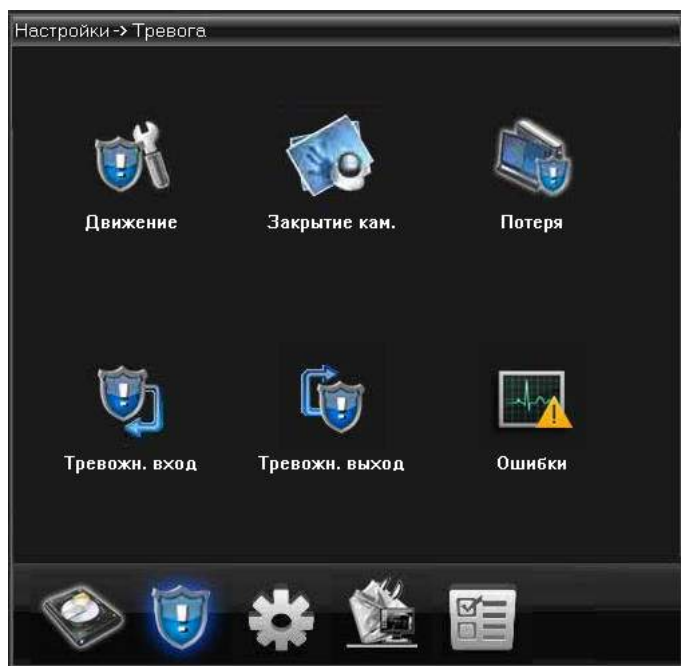 Настройки-> Тревога
Движение
Закрытие кам.
Потеря
Тревожн. вход
Тревожн. выход
Ошибки